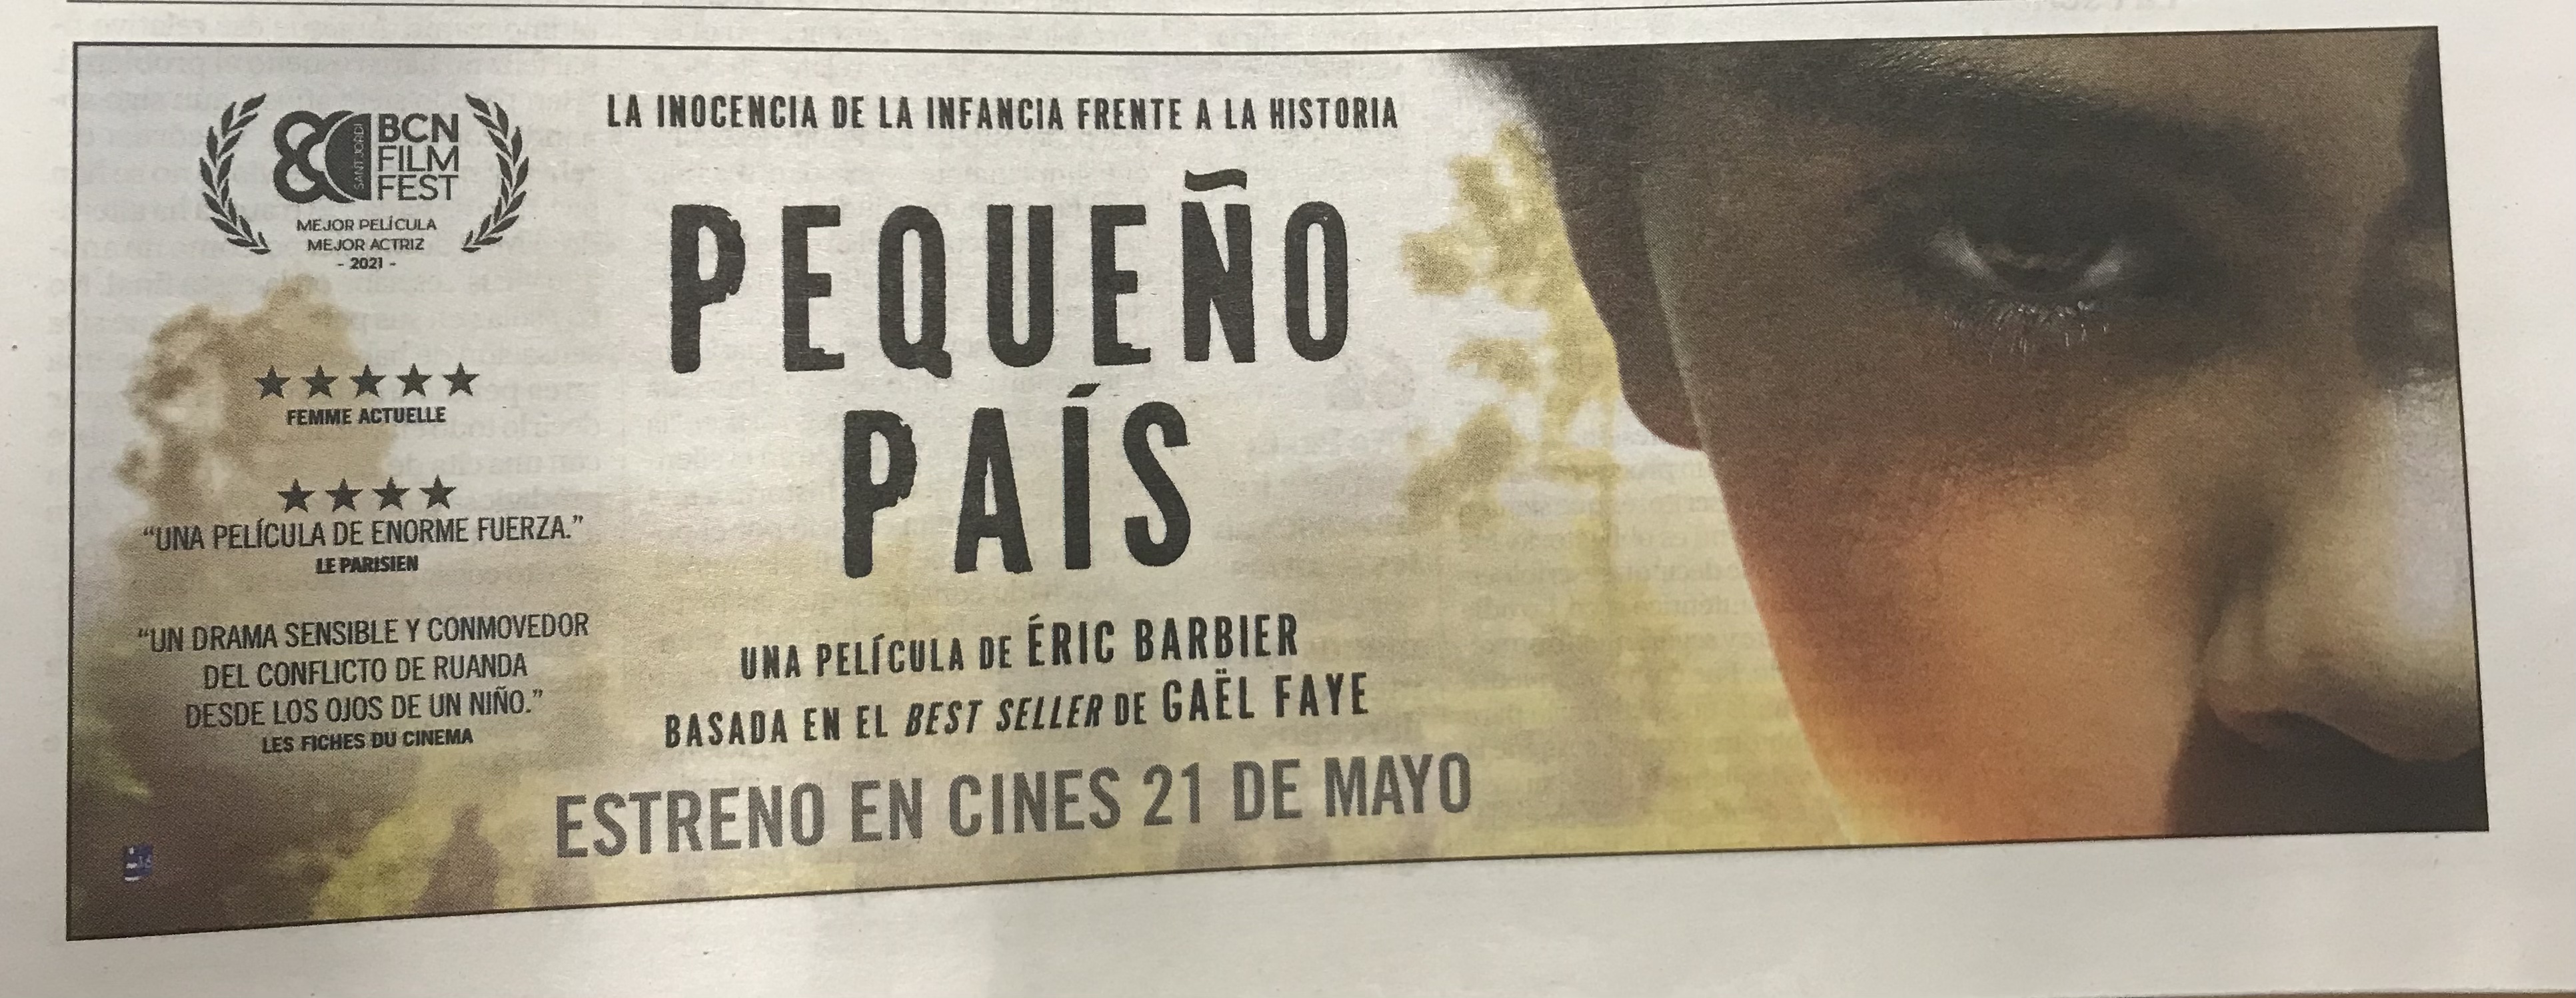 LA INOCENCIA DE LA INFANCIA FRENTE A LA HISTORIA
BCN
FILM
FEST
SANT JORDI
MEJOR PELÍCULA
MEJOR ACTRIZ
- 2021 -
PEQUEÑO
PAÍS
★★★★★
FEMME ACTUELLE
★★★★
“UNA PELÍCULA DE ENORME FUERZA.”
LE PARISIEN
“UN DRAMA SENSIBLE Y CONMOVEDOR
DEL CONFLICTO DE RUANDA
DESDE LOS OJOS DE UN NIÑO.”
LES FICHES DU CINEMA
UNA PELÍCULA DE ÉRIC BARBIER
BASADA EN EL BEST SELLER DE GAËL FAYE
ESTRENO EN CINES 21 DE MAYO